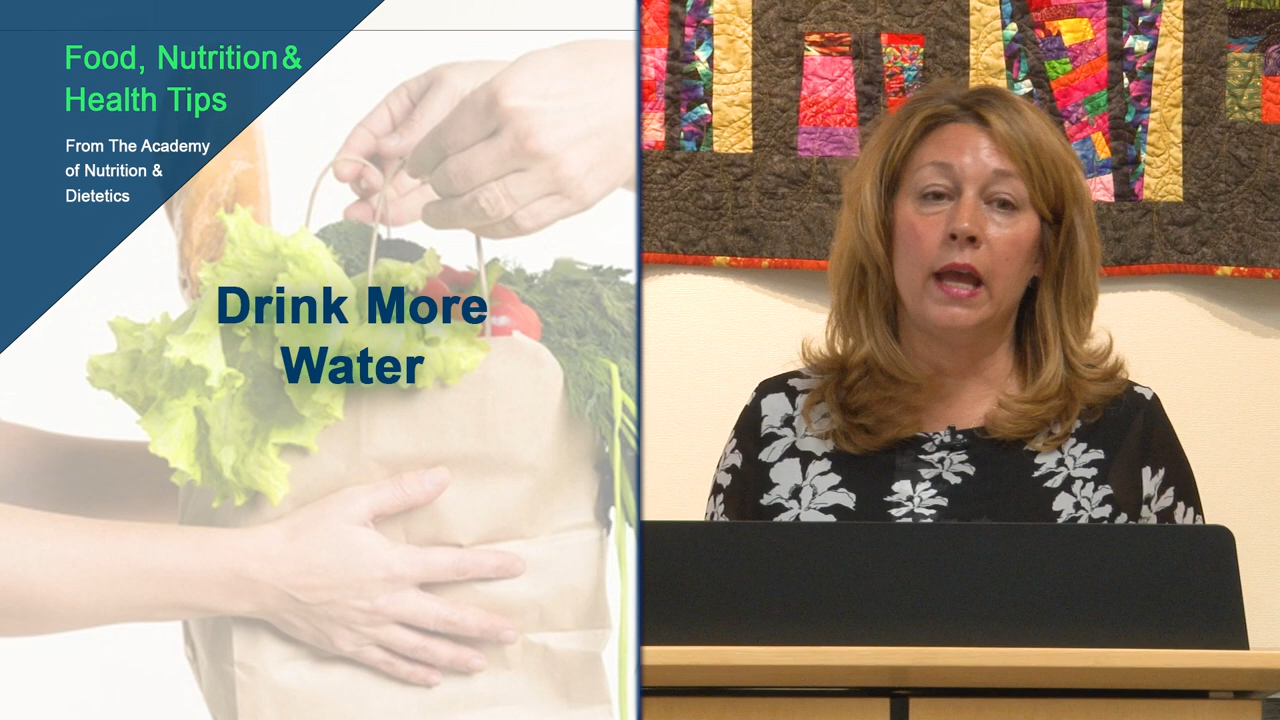 Food, Nutrition &
Health Tips
From The Academy
of Nutrition &
Dietetics
Drink More
Water